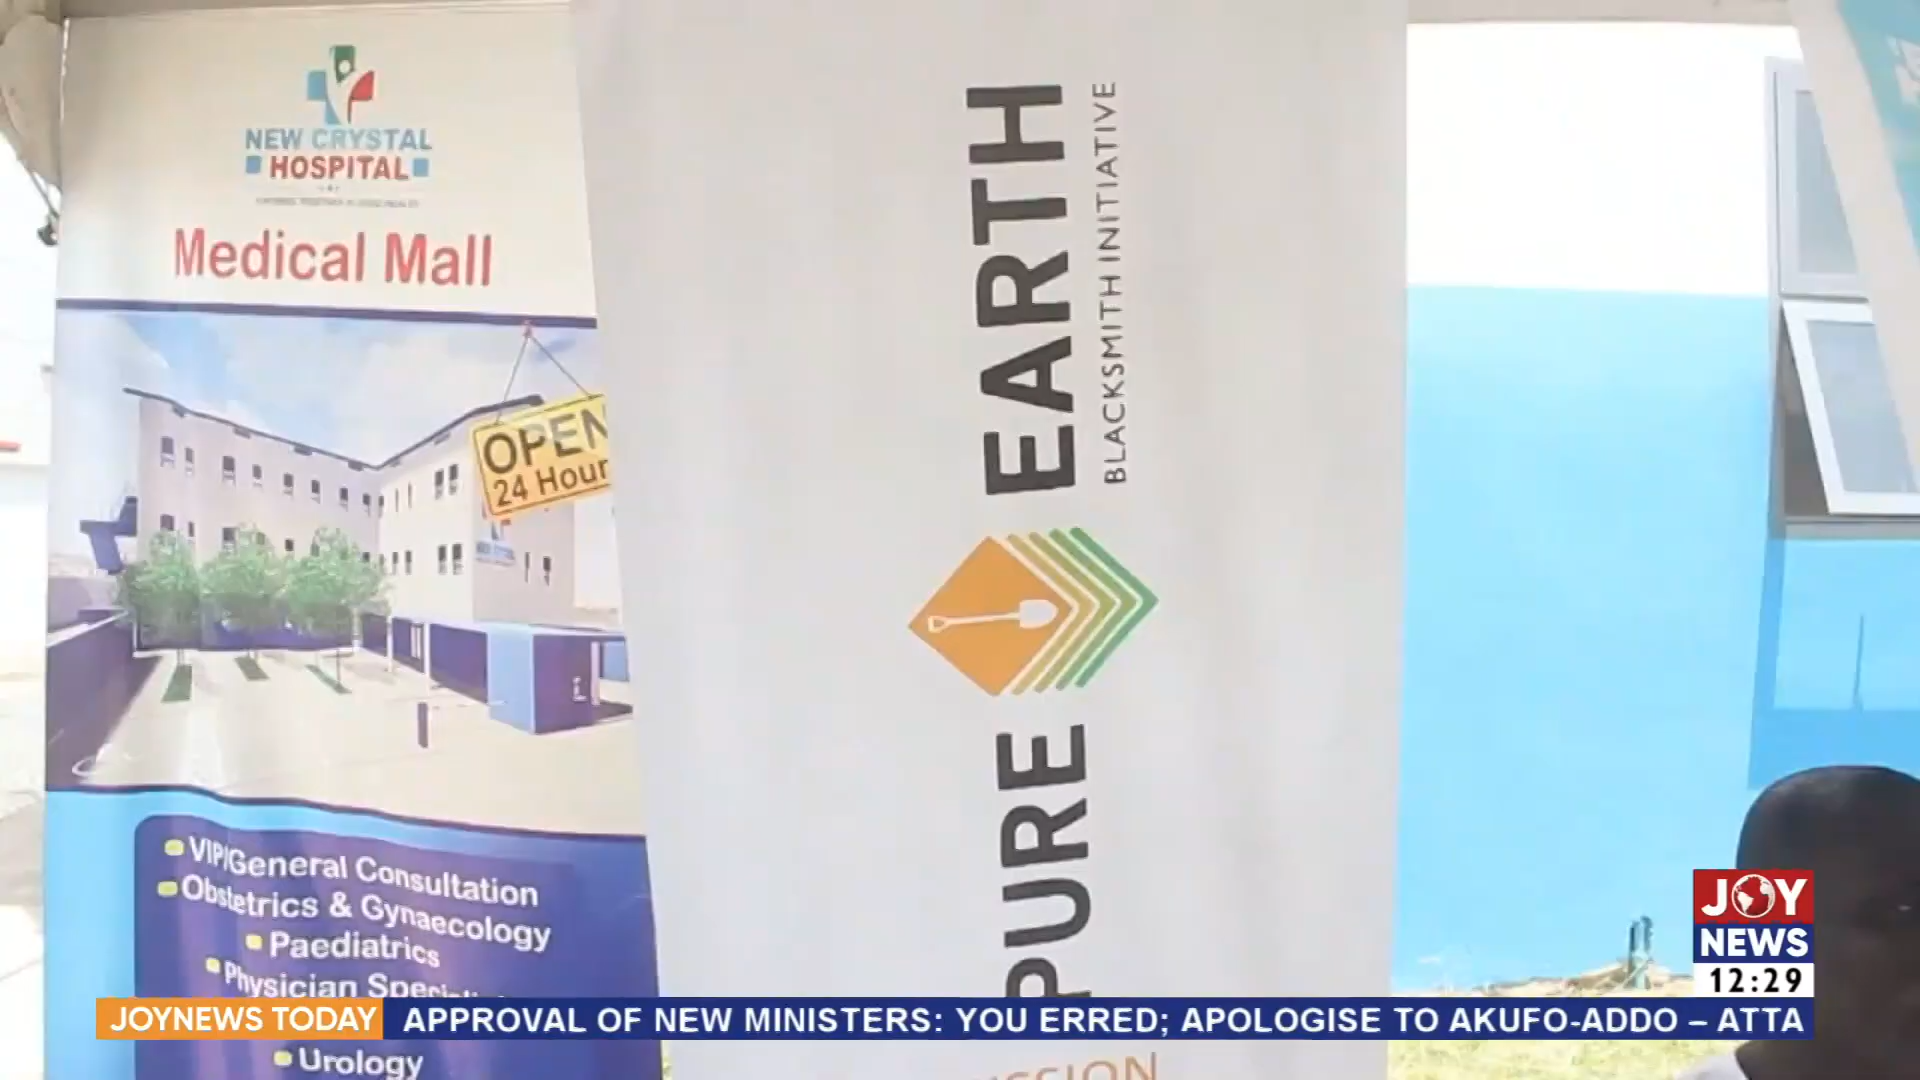 NEW CRYSTAL
HOSPITAL
Medical Mall
OPEN
24 Hour
VIP/General Consultation
Obstetrics & Gynaecology
Paediatrics
Physician
Urology
PURE EARTH
BLACKSMITH INITIATIVE
JOY
NEWS
12:29
JOYNEWS TODAY
APPROVAL OF NEW MINISTERS: YOU ERRED; APOLOGISE TO AKUFO-ADDO – ATTA